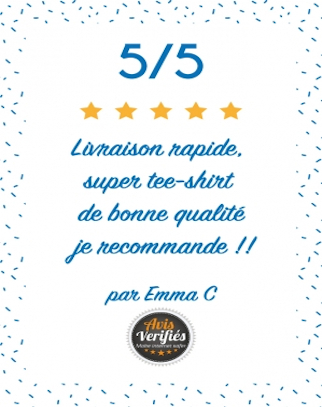 5/5
Livraison rapide,
super tee-shirt
de bonne qualité
je recommande !!
par Emma C
Avis
Vérifiés